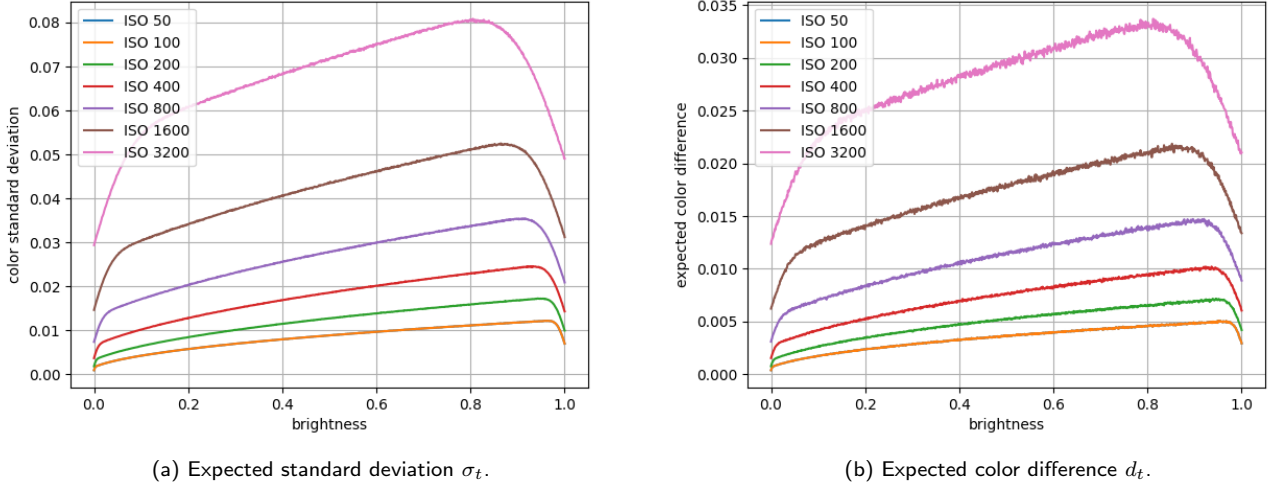 0.08
0.07
0.06
0.05
0.04
0.03
0.02
0.01
0.00
color standard deviation
ISO 50
ISO 100
ISO 200
ISO 400
ISO 800
ISO 1600
ISO 3200
0.0 0.2 0.4 0.6 0.8 1.0
brightness
(a) Expected standard deviation σₜ.
0.035
0.030
0.025
0.020
0.015
0.010
0.005
0.000
expected color difference
ISO 50
ISO 100
ISO 200
ISO 400
ISO 800
ISO 1600
ISO 3200
0.0 0.2 0.4 0.6 0.8 1.0
brightness
(b) Expected color difference dₜ.